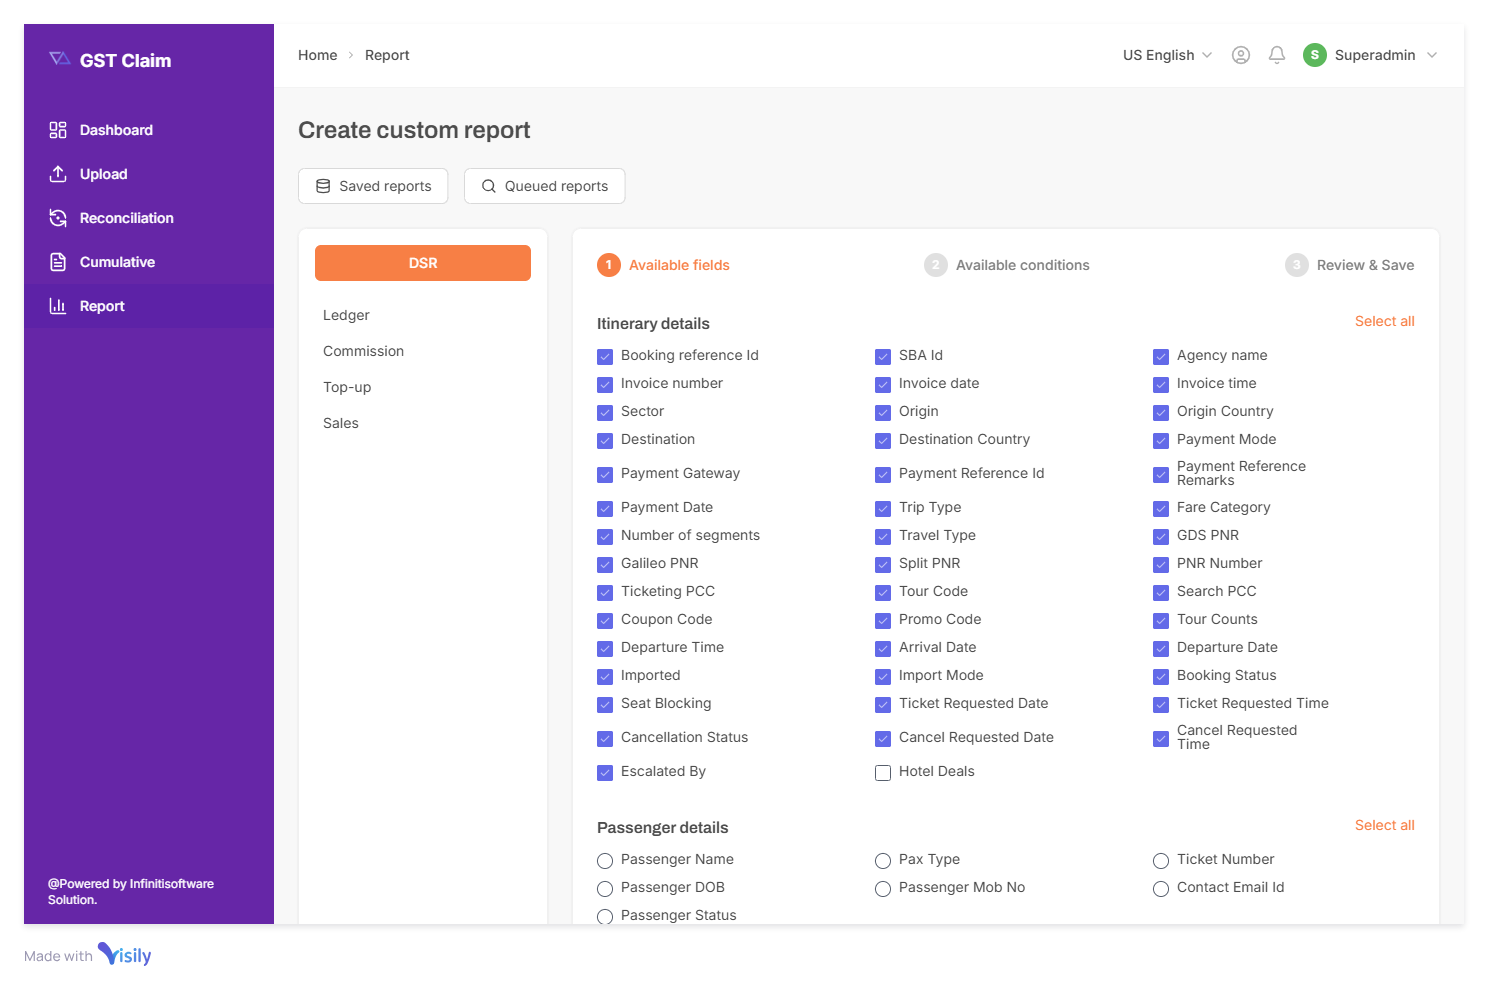 GST Claim
Dashboard
Upload
Reconciliation
Cumulative
Report
@Powered by Infinitisoftware
Solution.
Home
Report
US English
S
Superadmin
Create custom report
Saved reports
Queued reports
DSR
Ledger
Commission
Top-up
Sales
1 Available fields
2 Available conditions
3 Review & Save
Itinerary details
Select all
Booking reference Id
SBA Id
Agency name
Invoice number
Invoice date
Invoice time
Sector
Origin
Origin Country
Destination
Destination Country
Payment Mode
Payment Gateway
Payment Reference Id
Payment Reference
Remarks
Payment Date
Trip Type
Fare Category
Number of segments
Travel Type
GDS PNR
Galileo PNR
Split PNR
PNR Number
Ticketing PCC
Tour Code
Search PCC
Coupon Code
Promo Code
Tour Counts
Departure Time
Arrival Date
Departure Date
Imported
Import Mode
Booking Status
Seat Blocking
Ticket Requested Date
Ticket Requested Time
Cancellation Status
Cancel Requested Date
Cancel Requested
Time
Escalated By
Hotel Deals
Passenger details
Select all
Passenger Name
Pax Type
Ticket Number
Passenger DOB
Passenger Mob No
Contact Email Id
Passenger Status
Made with Visily